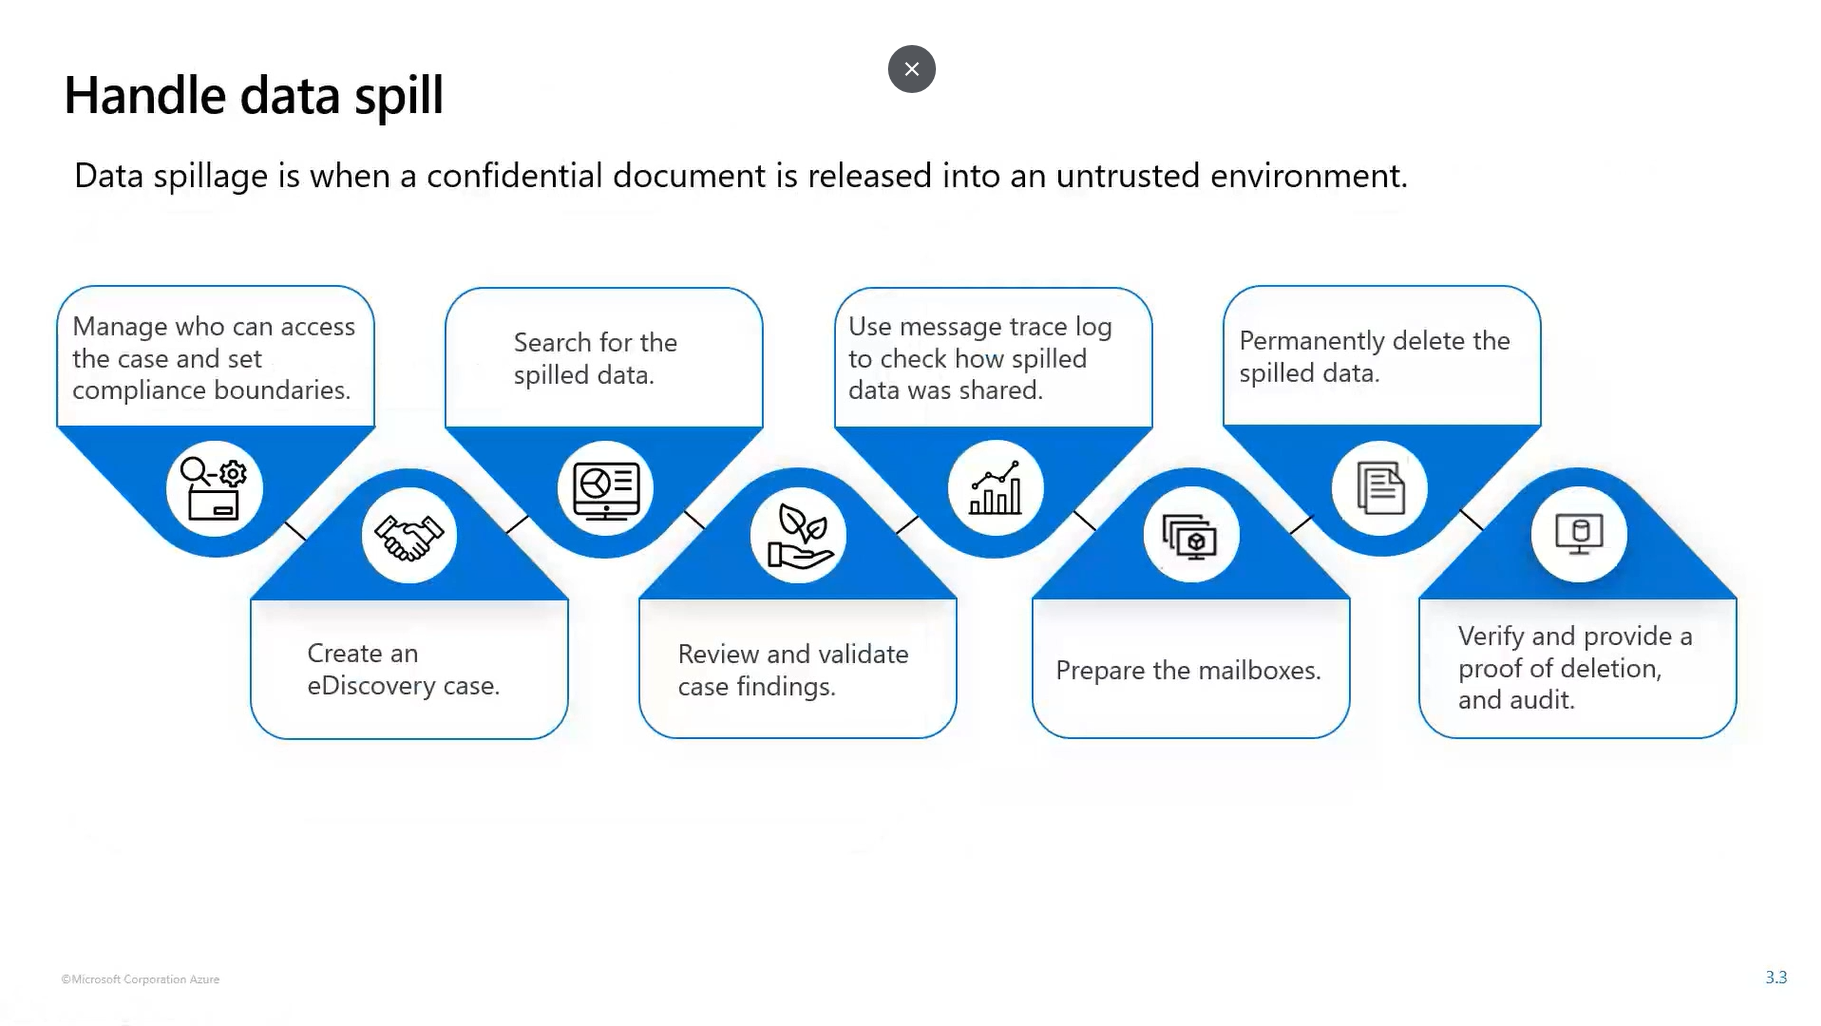 Handle data spill
Data spillage is when a confidential document is released into an untrusted environment.
Manage who can access
the case and set
compliance boundaries.
Create an
eDiscovery case.
Search for the
spilled data.
Review and validate
case findings.
Use message trace log
to check how spilled
data was shared.
Prepare the mailboxes.
Permanently delete the
spilled data.
Verify and provide a
proof of deletion,
and audit.
©Microsoft Corporation Azure
3.3